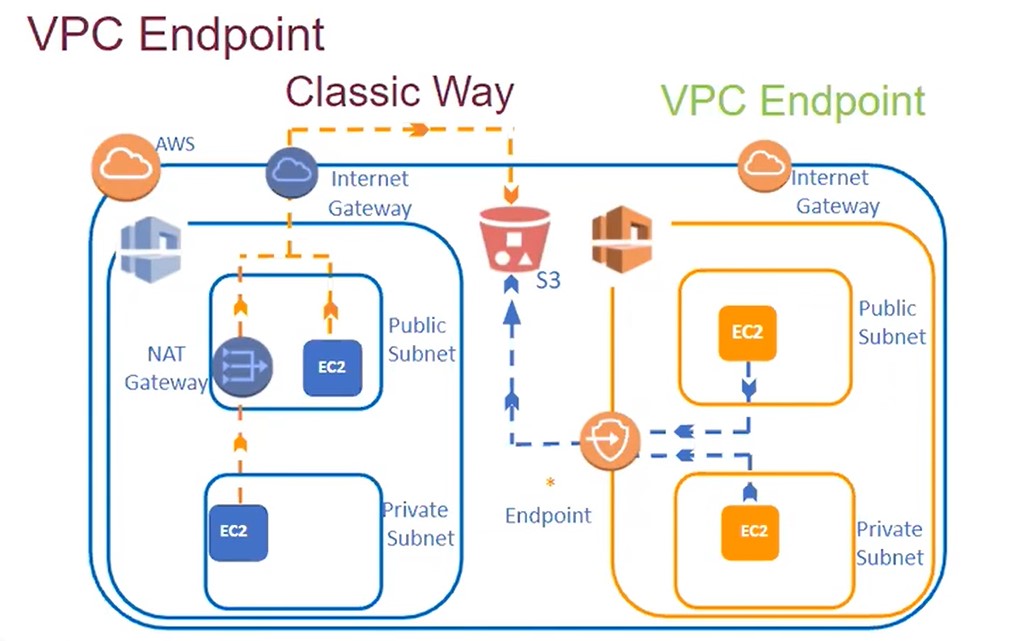 VPC Endpoint
Classic Way
VPC Endpoint
AWS
Internet
Gateway
Internet
Gateway
S3
Public
Subnet
EC2
NAT
Gateway
EC2
Public
Subnet
*
Endpoint
Private
Subnet
EC2
EC2
Private
Subnet